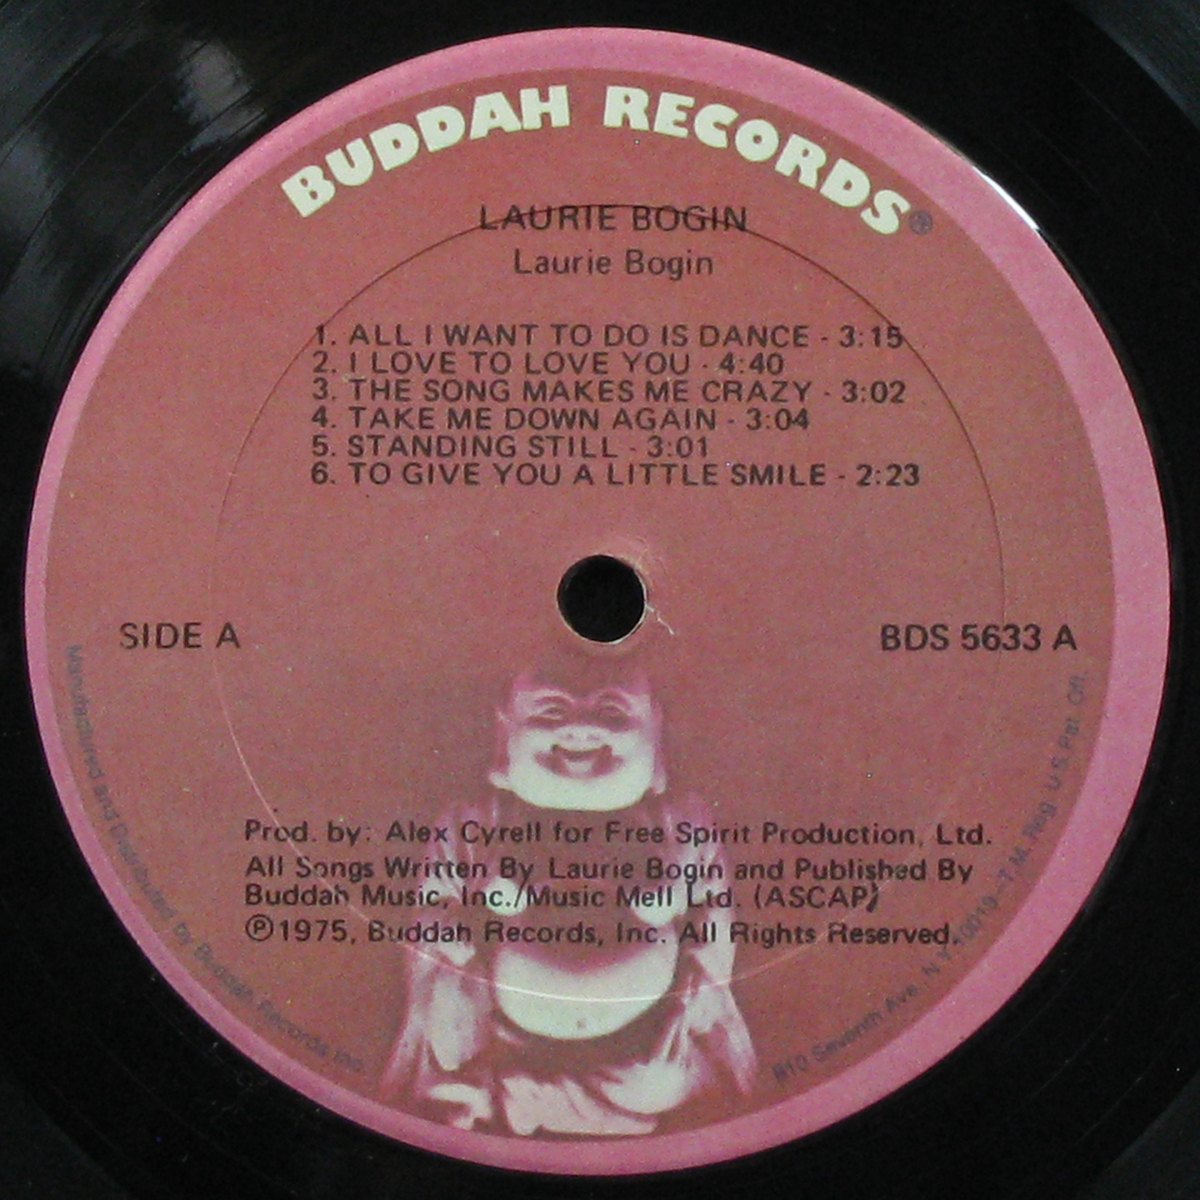 BUDDAH RECORDS®
LAURIE BOGIN
Laurie Bogin
1. ALL I WANT TO DO IS DANCE - 3:15
2. I LOVE TO LOVE YOU - 4:40
3. THE SONG MAKES ME CRAZY - 3:02
4. TAKE ME DOWN AGAIN - 3:04
5. STANDING STILL - 3:01
6. TO GIVE YOU A LITTLE SMILE - 2:23
SIDE A
BDS 5633 A
Prod. by: Alex Cyrell for Free Spirit Production, Ltd.
All Songs Written By Laurie Bogin and Published By
Buddah Music, Inc./Music Mell Ltd. (ASCAP)
℗1975, Buddah Records, Inc. All Rights Reserved.
Manufactured and Distributed by Buddah Records Inc.
810 Seventh Ave. N.Y. 10019-T.M. Reg U.S. Pat. Off.